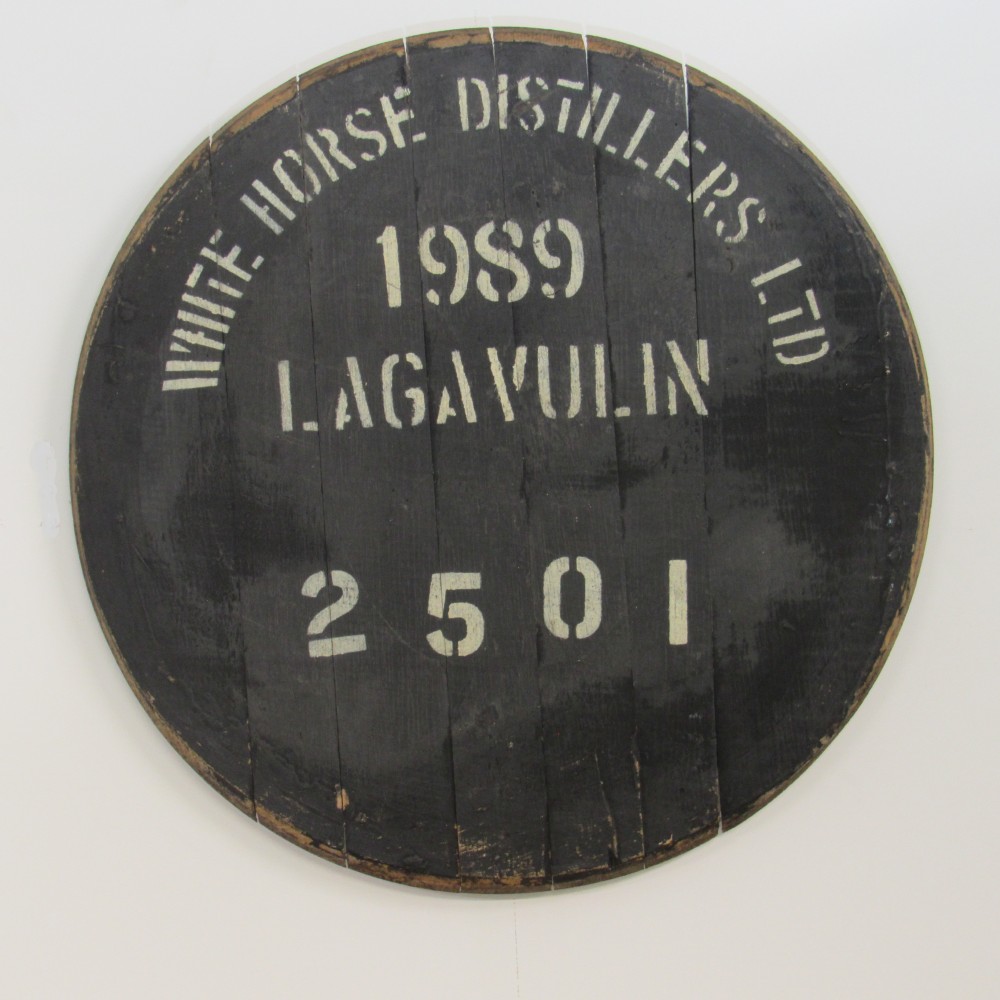 WHITE HORSE DISTILLERS LTD
1989
LAGAVULIN
2501